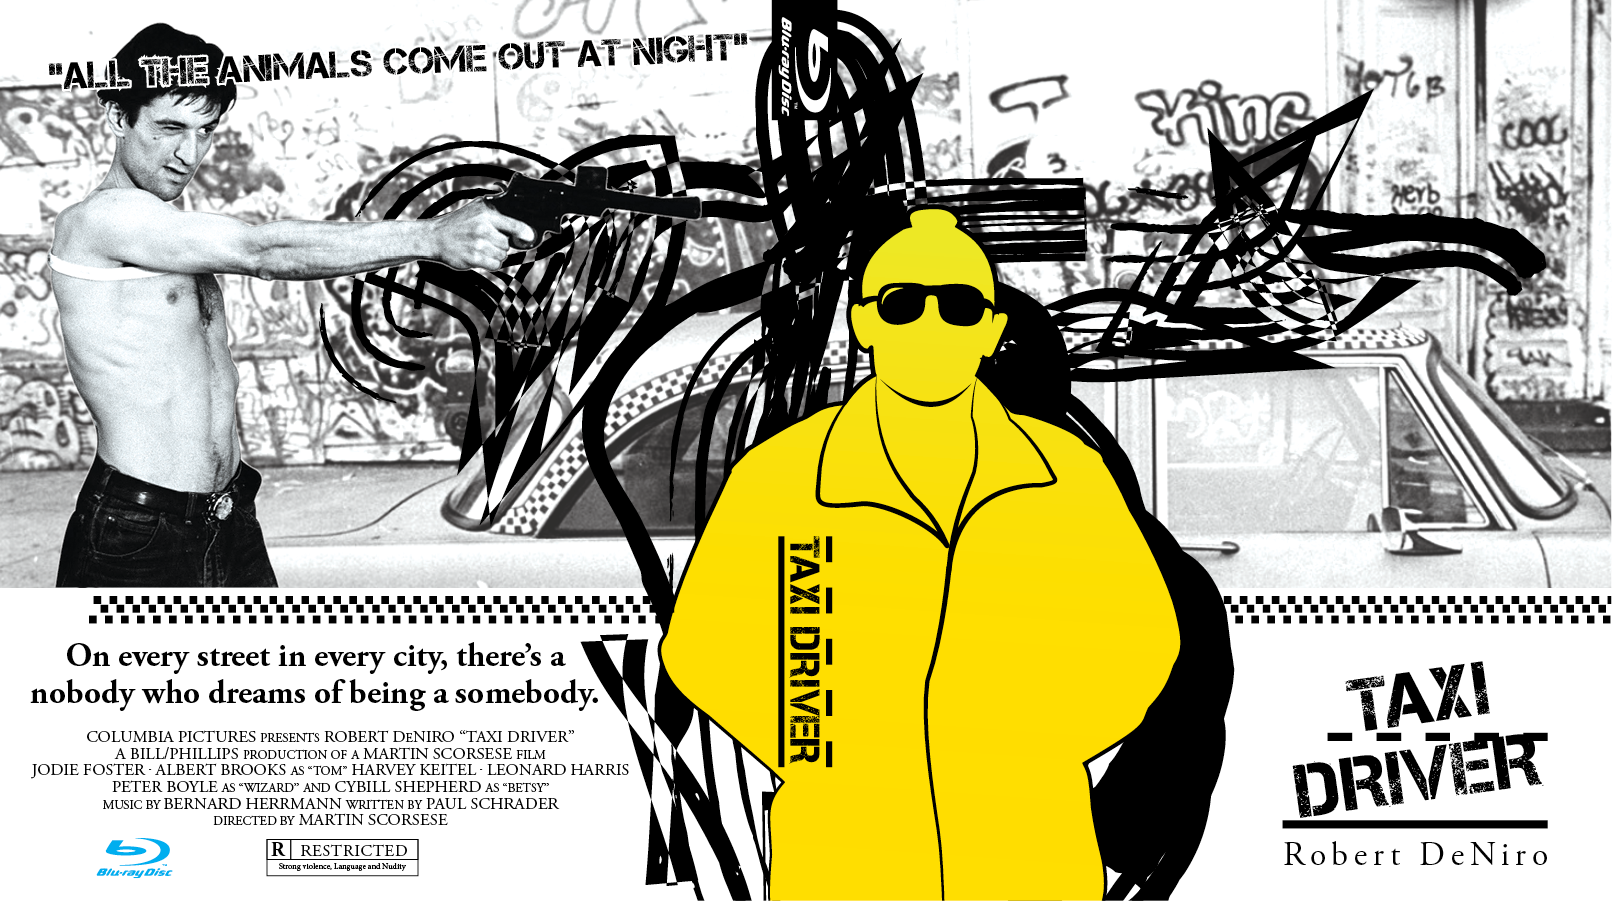 "ALL THE ANIMALS COME OUT AT NIGHT"
Blu-ray Disc
TM
King
COOL
TAXI DRIVER
On every street in every city, there's a
nobody who dreams of being a somebody.
COLUMBIA PICTURES PRESENTS ROBERT DeNIRO “TAXI DRIVER”
A BILL/PHILLIPS PRODUCTION OF A MARTIN SCORSESE FILM
JODIE FOSTER · ALBERT BROOKS AS “TOM” HARVEY KEITEL · LEONARD HARRIS
PETER BOYLE AS “WIZARD” AND CYBILL SHEPHERD AS “BETSY”
MUSIC BY BERNARD HERRMANN WRITTEN BY PAUL SCHRADER
DIRECTED BY MARTIN SCORSESE
Blu-ray Disc
R RESTRICTED
Strong violence, Language and Nudity
TAXI
DRIVER
Robert DeNiro